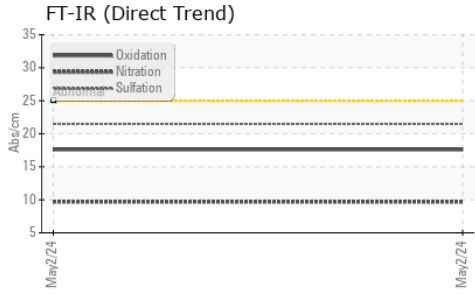 FT-IR (Direct Trend)
35
30
25
20
15
10
5
Abs/cm
Oxidation
Nitration
Sulfation
Abnormal
May2/24
May2/24